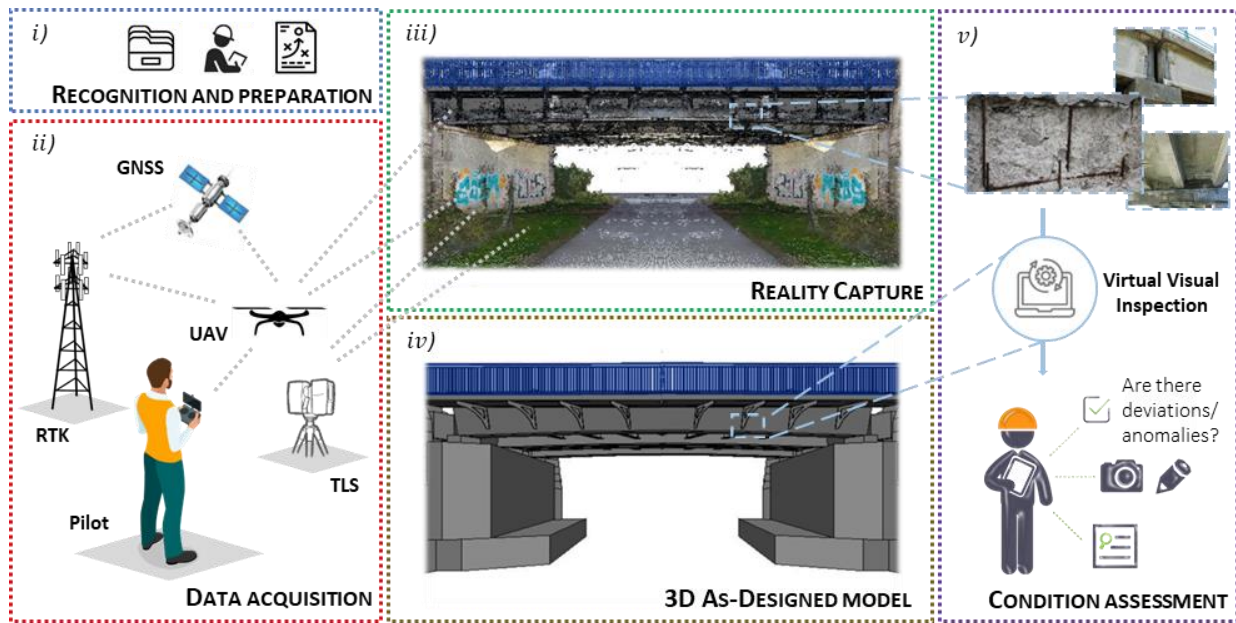 i)
RECOGNITION AND PREPARATION
ii)
GNSS
UAV
RTK
TLS
Pilot
DATA ACQUISITION
iii)
REALITY CAPTURE
iv)
3D AS-DESIGNED MODEL
v)
Virtual Visual
Inspection
Are there
deviations/
anomalies?
CONDITION ASSESSMENT